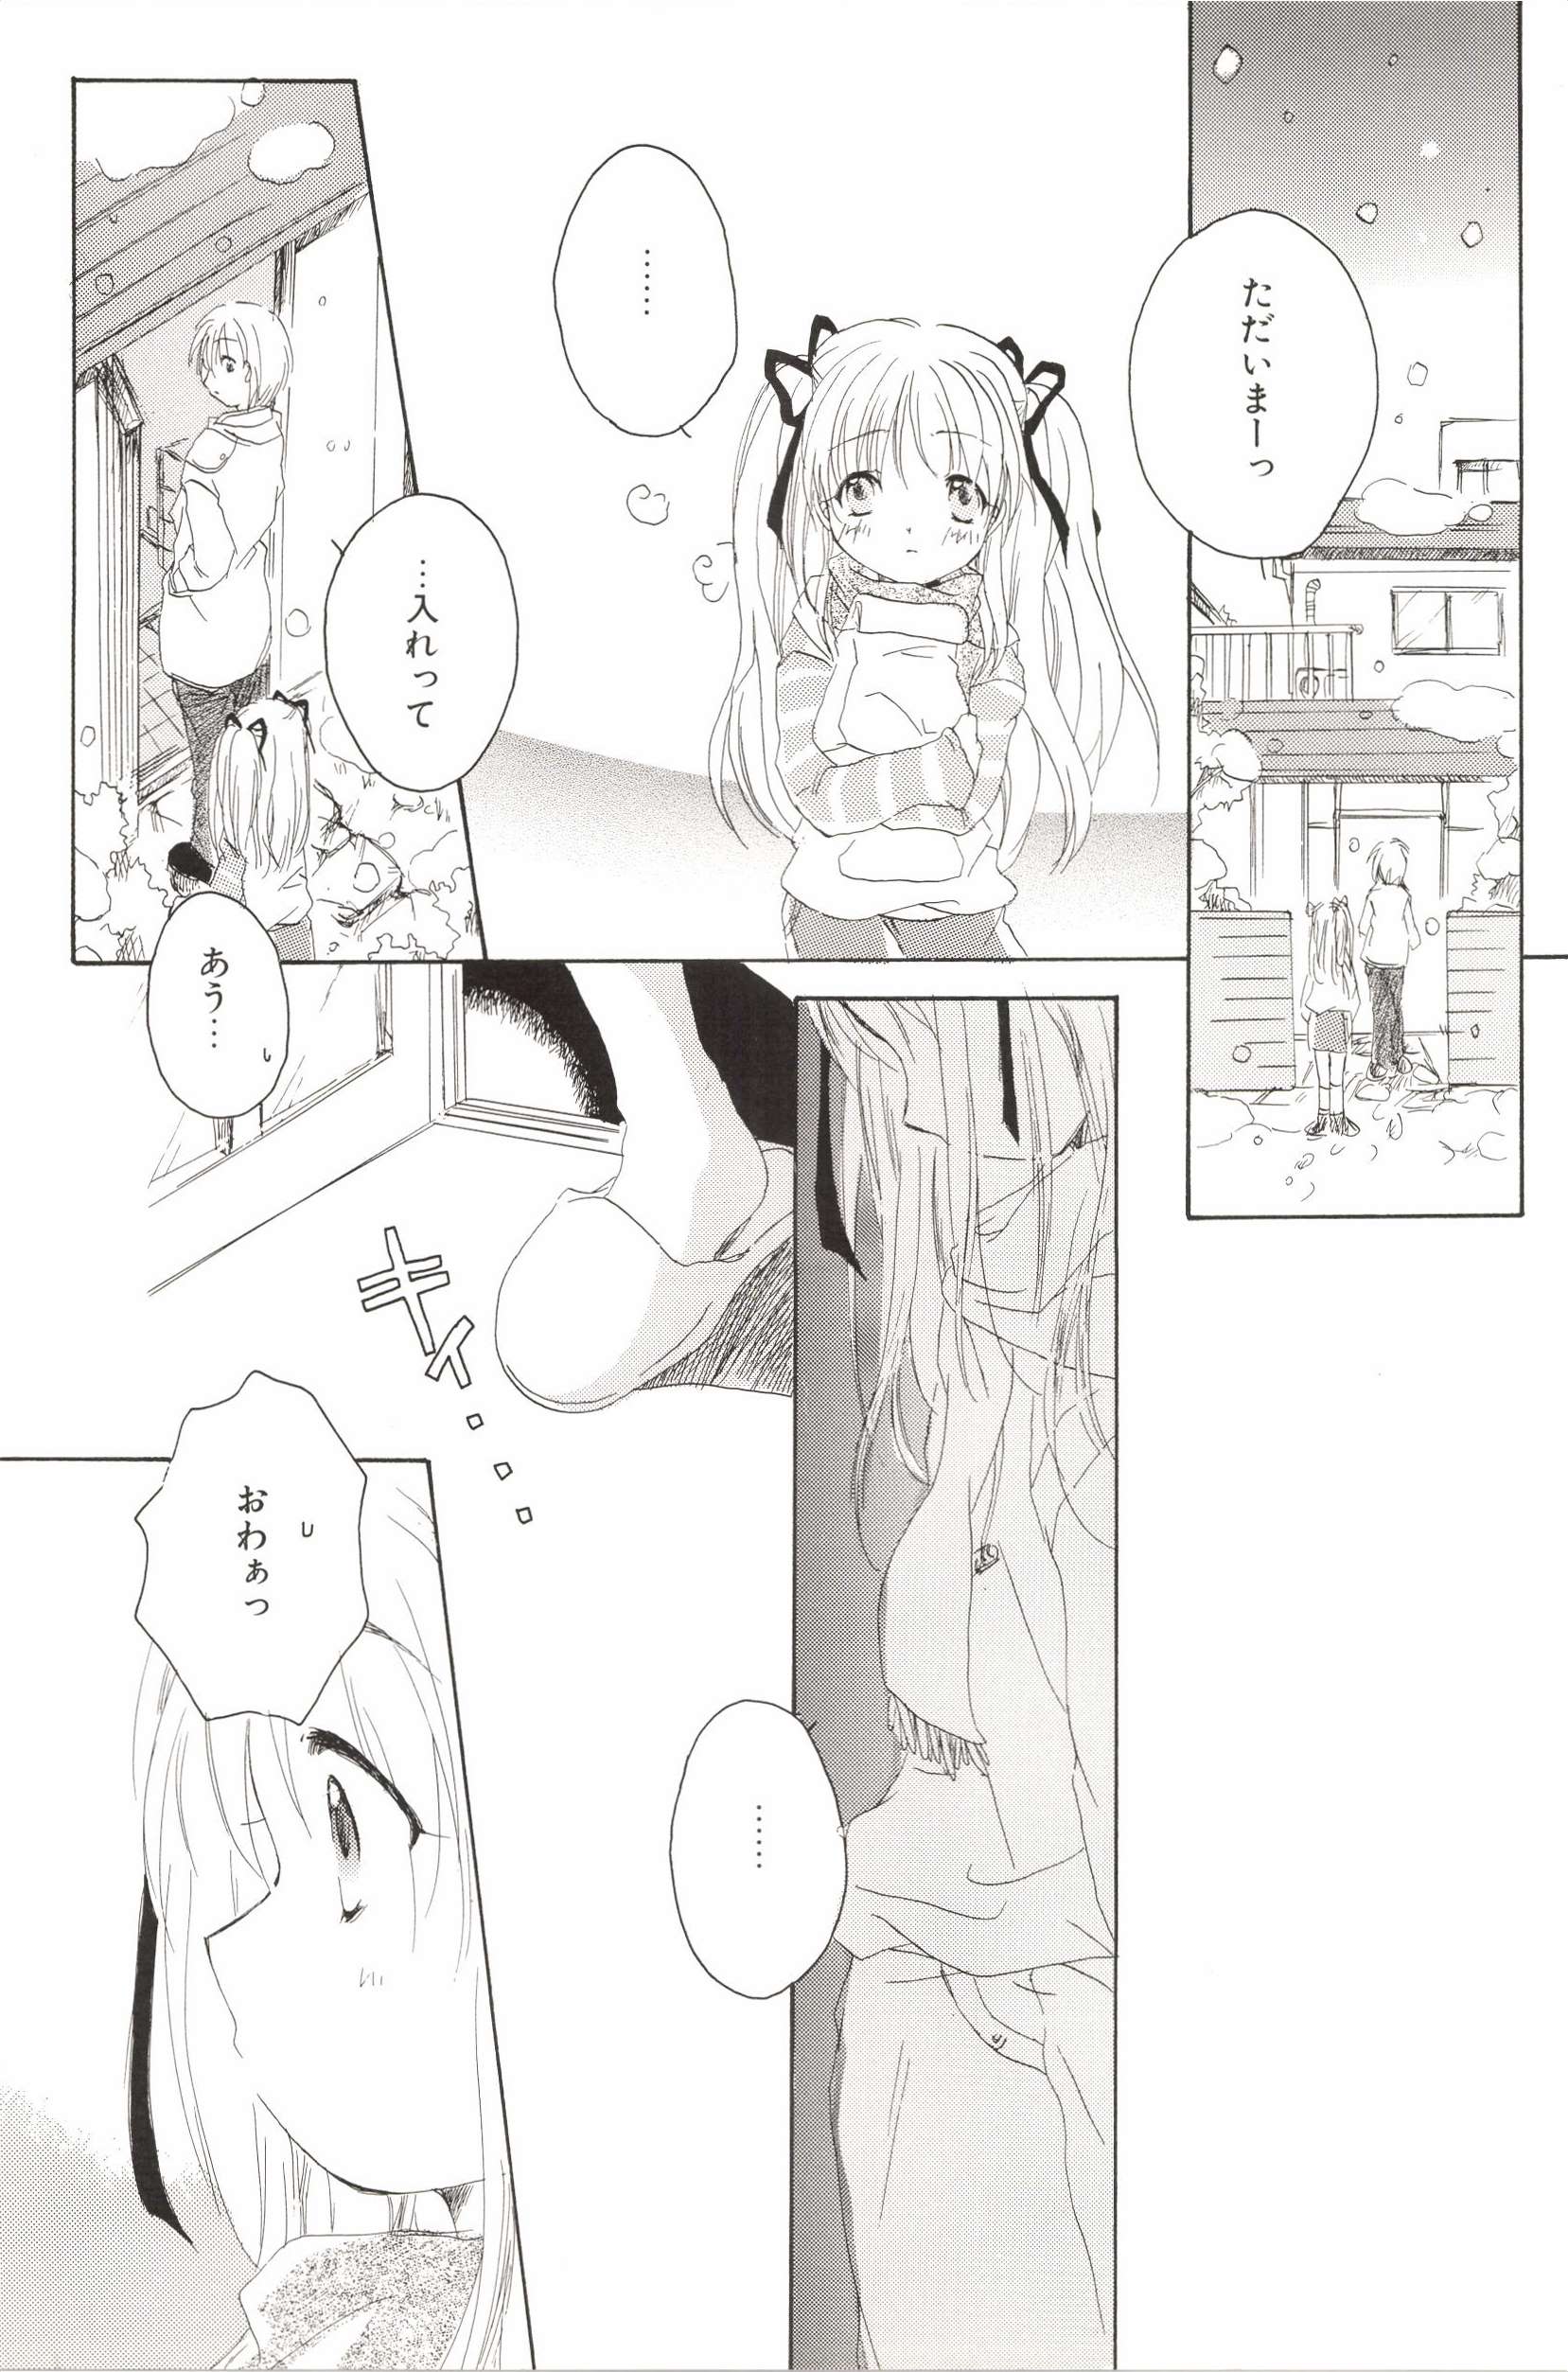 ただいまーっ
……
…入れって
あう…
キィ...
……
おわぁっ